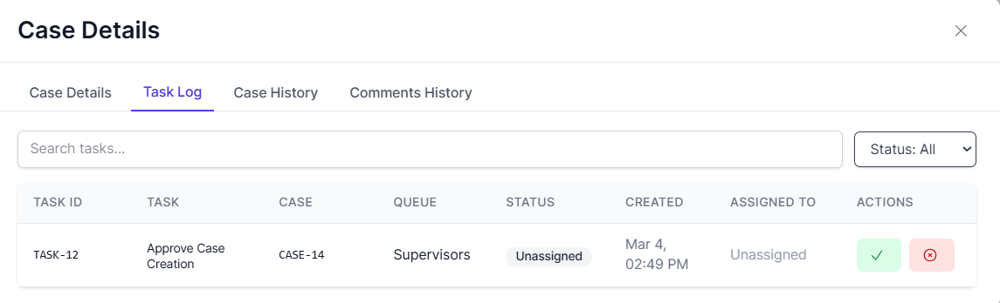 Case Details
Case Details Task Log Case History Comments History
Search tasks...
Status: All
TASK ID TASK CASE QUEUE STATUS CREATED ASSIGNED TO ACTIONS
TASK-12 Approve Case Creation CASE-14 Supervisors Unassigned Mar 4, 02:49 PM Unassigned